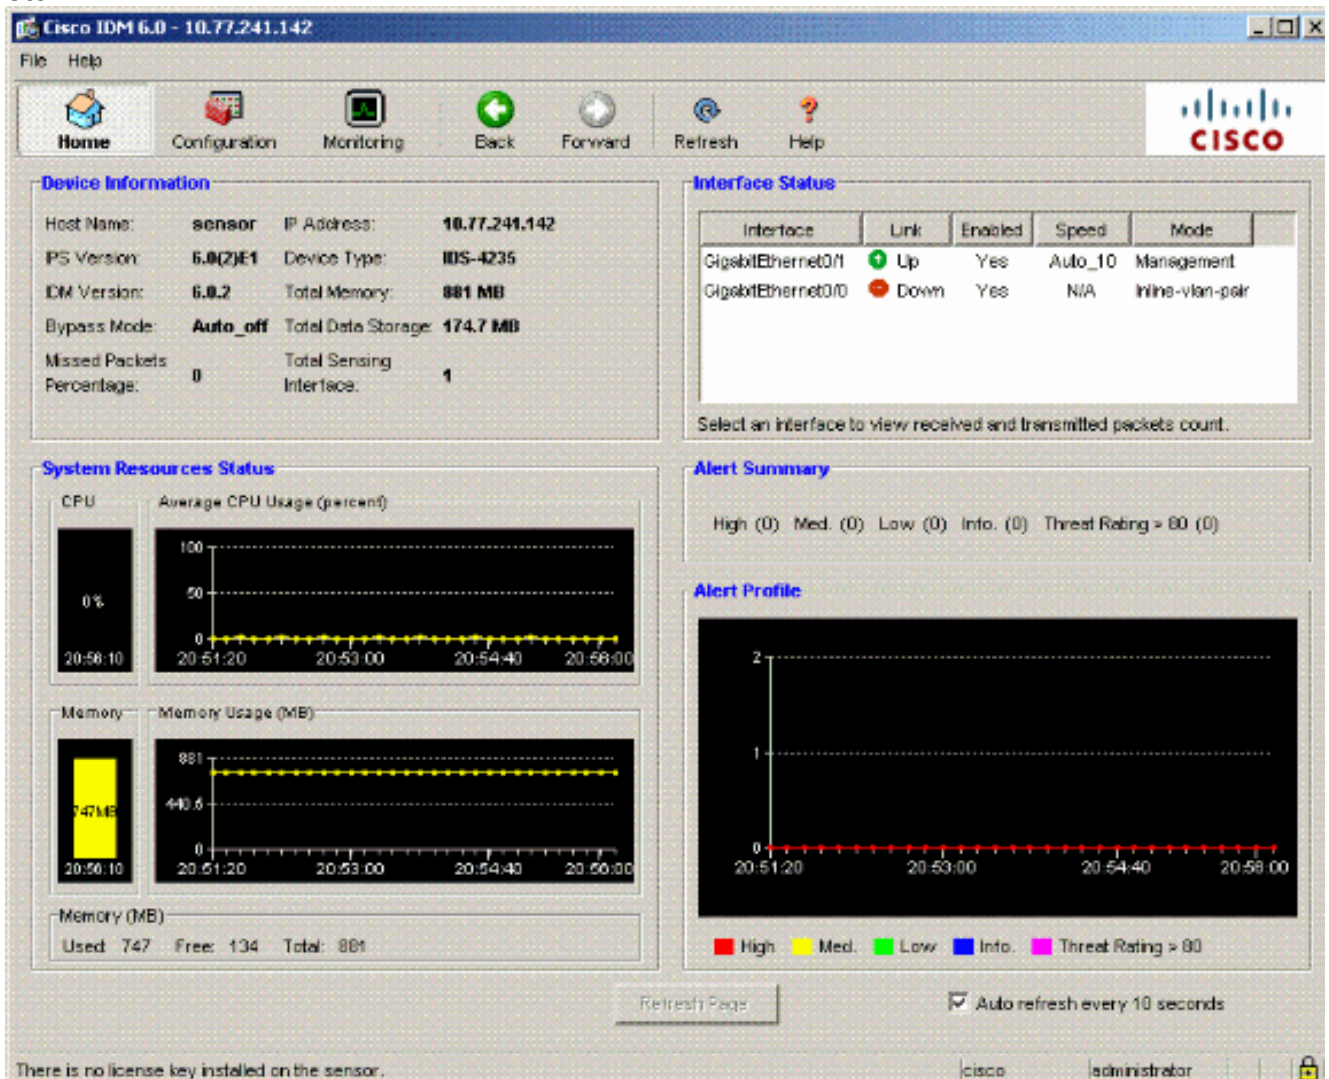 Cisco IDM 6.0 - 10.77.241.142
File Help
Home Configuration Monitoring Back Forward Refresh Help
CISCO
Device Information
Host Name: sensor IP Address: 10.77.241.142
IPS Version: 6.0(2)E1 Device Type: IDS-4235
IDM Version: 6.0.2 Total Memory: 881 MB
Bypass Mode: Auto_off Total Data Storage: 174.7 MB
Missed Packets Percentage: 0 Total Sensing Interface: 1
Interface Status
Interface Link Enabled Speed Mode
GigabitEthernet0/1 Up Yes Auto_10 Management
GigabitEthernet0/0 Down Yes N/A Inline-vlan-pair
Select an interface to view received and transmitted packets count.
System Resources Status
CPU
0%
20:56:10
Average CPU Usage (percent)
100
50
0
20:51:20 20:53:00 20:54:40 20:56:00
Memory
747MB
20:56:10
Memory Usage (MB)
881
440.5
0
20:51:20 20:53:00 20:54:40 20:56:00
Memory (MB)
Used: 747 Free: 134 Total: 881
Alert Summary
High (0) Med. (0) Low (0) Info. (0) Threat Rating > 80 (0)
Alert Profile
2
1
0
20:51:20 20:53:00 20:54:40 20:56:00
High Med. Low Info. Threat Rating > 80
Refresh Page
Auto refresh every 10 seconds
There is no license key installed on the sensor.
cisco administrator